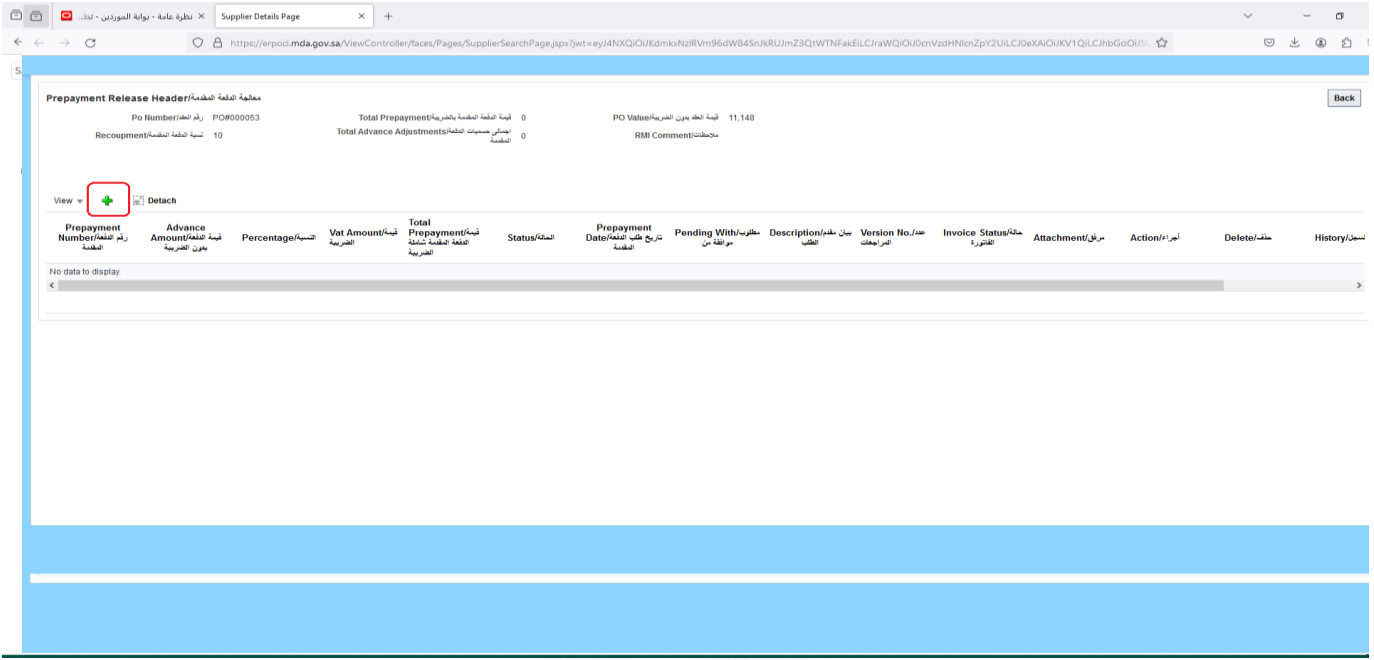 نظرة عامة - بوابة الموردين - نظر
Supplier Details Page
https://erpoci.mda.gov.sa/ViewController/faces/Pages/SupplierSearchPage.jspx?
Prepayment Release Header/معالجة الدفعة المقدمة
Back
Po Number/رقم العقد PO#000053
Total Prepayment/قيمة الدفعة المقدمة بالضريبة 0
PO Value/قيمة العقد بدون الضريبة 11,148
Recoupment/نسبة الدفعة المقدمة 10
Total Advance Adjustments/اجمالى حسميات الدفعة المقدمة 0
RMI Comment/ملاحظات
View
Detach
Prepayment Number/رقم الدفعة المقدمة
Advance Amount/قيمة الدفعة بدون الضريبة
Percentage/النسبة
Vat Amount/قيمة الضريبة
Total Prepayment/قيمة الدفعة المقدمة شاملة الضريبة
Status/الحالة
Prepayment Date/تاريخ طلب الدفعة المقدمة
Pending With/مطلوب موافقة من
Description/بيان مقدم الطلب
Version No./عدد المراجعات
Invoice Status/حالة الفاتورة
Attachment/مرفق
Action/أجراء
Delete/حذف
History/السجل
No data to display.